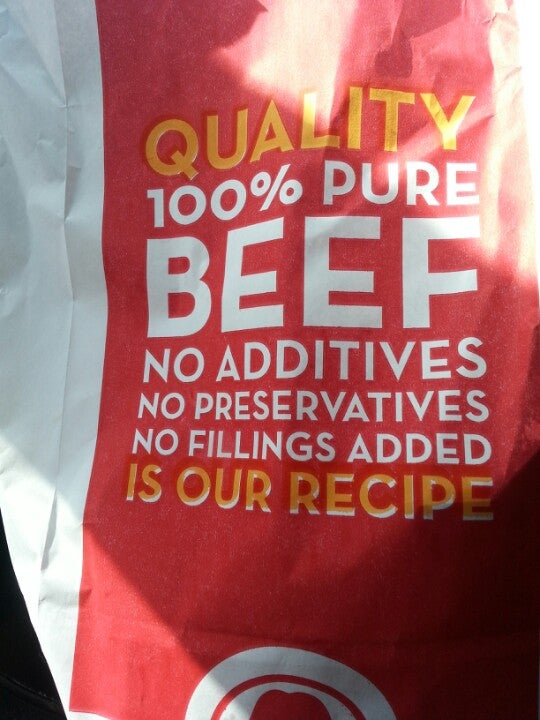 QUALITY
100% PURE
BEEF
NO ADDITIVES
NO PRESERVATIVES
NO FILLINGS ADDED
IS OUR RECIPE